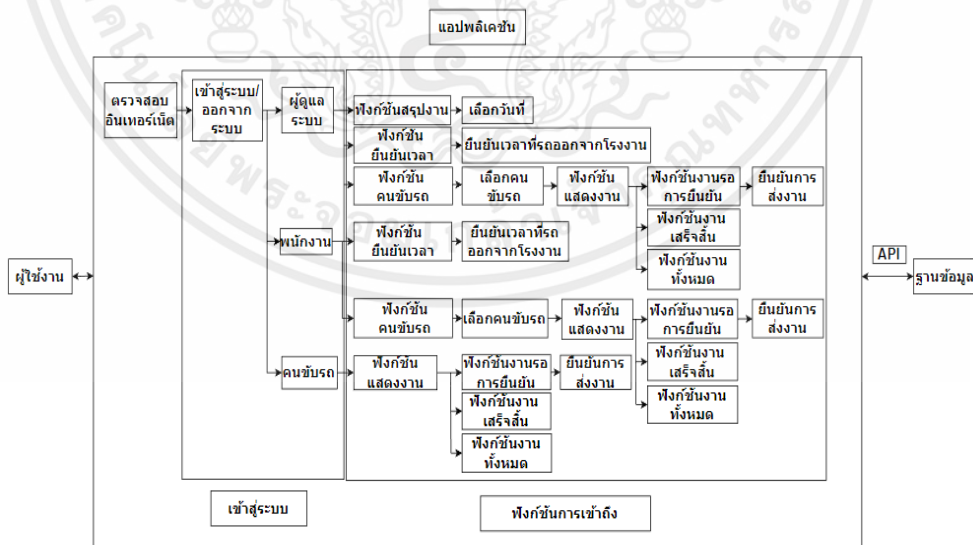 แอปพลิเคชัน
ตรวจสอบ
อินเทอร์เน็ต
เข้าสู่ระบบ/
ออกจาก
ระบบ
ผู้ดูแล
ระบบ
ฟังก์ชันสรุปงาน
เลือกวันที่
ฟังก์ชัน
ยืนยันเวลา
ยืนยันเวลาที่รถออกจากโรงงาน
ฟังก์ชัน
คนขับรถ
เลือกคน
ขับรถ
ฟังก์ชัน
แสดงงาน
ฟังก์ชันงานรอ
การยืนยัน
ยืนยันการ
ส่งงาน
ฟังก์ชันงาน
เสร็จสิ้น
ฟังก์ชันงาน
ทั้งหมด
พนักงาน
ฟังก์ชัน
ยืนยันเวลา
ยืนยันเวลาที่รถ
ออกจากโรงงาน
ผู้ใช้งาน
API
ฐานข้อมูล
ฟังก์ชัน
คนขับรถ
เลือกคนขับรถ
ฟังก์ชัน
แสดงงาน
ฟังก์ชันงานรอ
การยืนยัน
ยืนยันการ
ส่งงาน
ฟังก์ชันงาน
เสร็จสิ้น
ฟังก์ชันงาน
ทั้งหมด
คนขับรถ
ฟังก์ชัน
แสดงงาน
ฟังก์ชันงานรอ
การยืนยัน
ยืนยันการ
ส่งงาน
ฟังก์ชันงาน
เสร็จสิ้น
ฟังก์ชันงาน
ทั้งหมด
เข้าสู่ระบบ
ฟังก์ชันการเข้าถึง